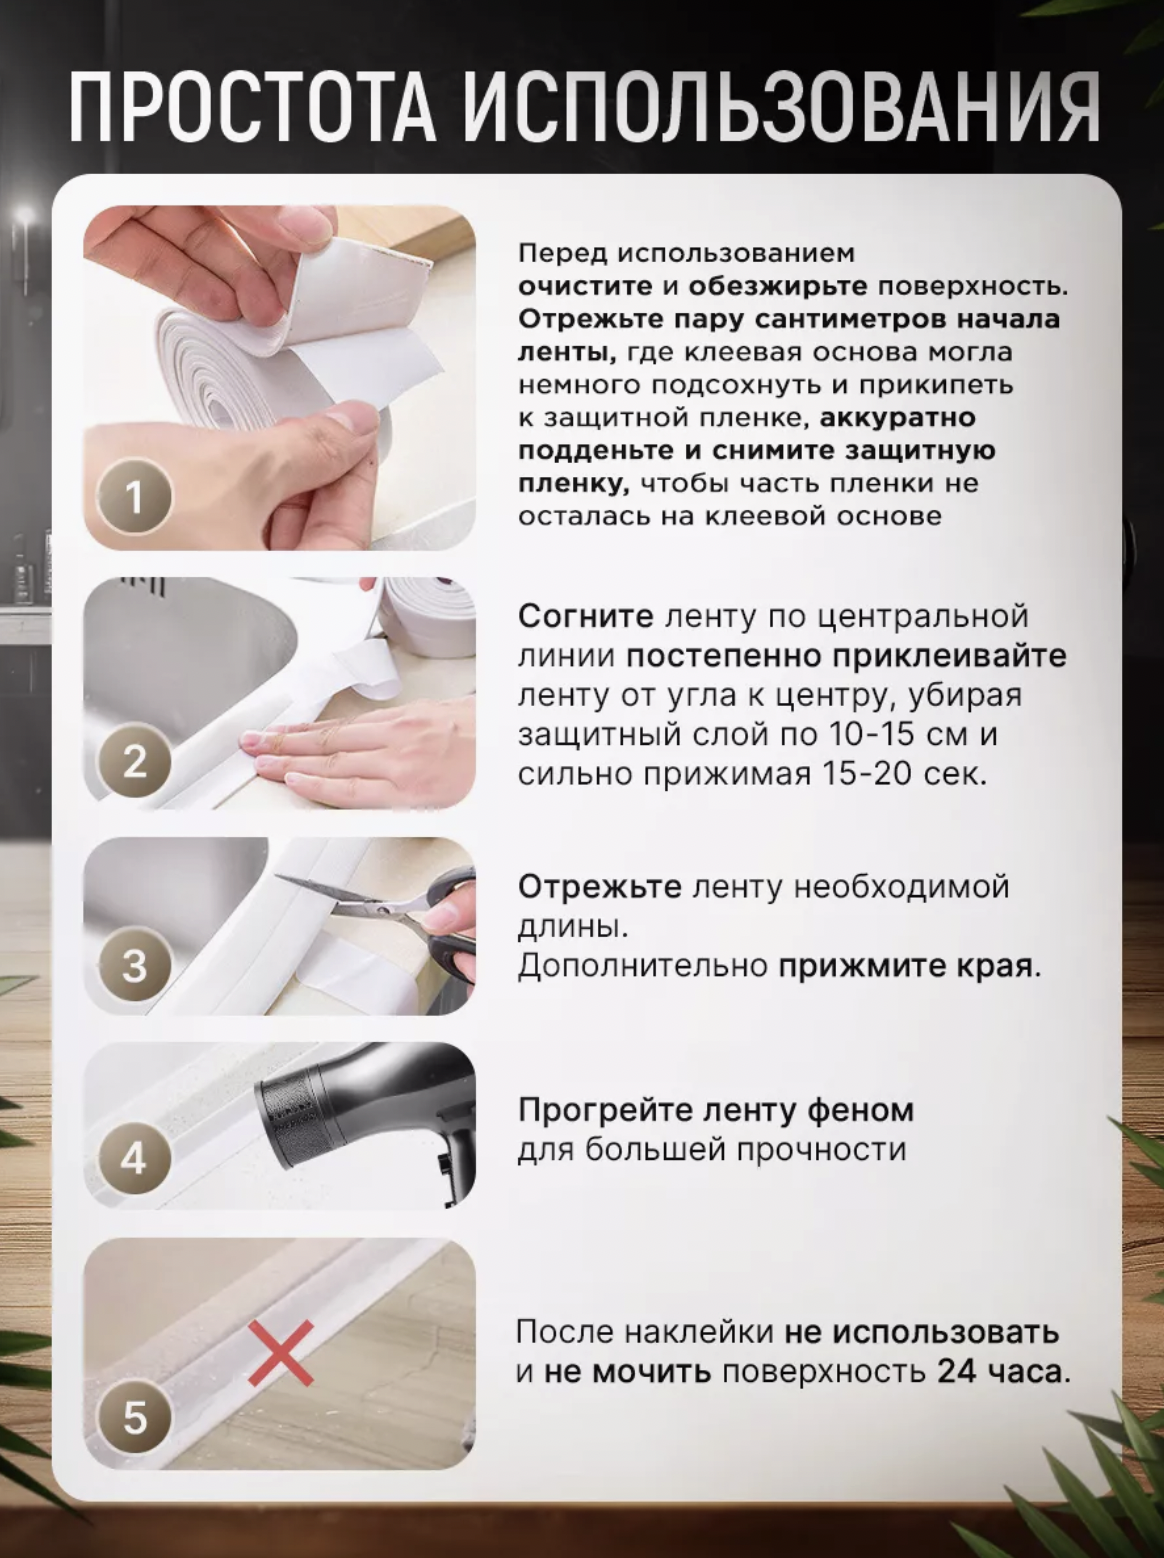 ПРОСТОТА ИСПОЛЬЗОВАНИЯ
Перед использованием
очистите и обезжирьте поверхность.
Отрежьте пару сантиметров начала
ленты, где клеевая основа могла
немного подсохнуть и прикипеть
к защитной пленке, аккуратно
подденьте и снимите защитную
пленку, чтобы часть пленки не
осталась на клеевой основе
1
Согните ленту по центральной
линии постепенно приклеивайте
ленту от угла к центру, убирая
защитный слой по 10-15 см и
сильно прижимая 15-20 сек.
2
Отрежьте ленту необходимой
длины.
Дополнительно прижмите края.
3
Прогрейте ленту феном
для большей прочности
4
После наклейки не использовать
и не мочить поверхность 24 часа.
5